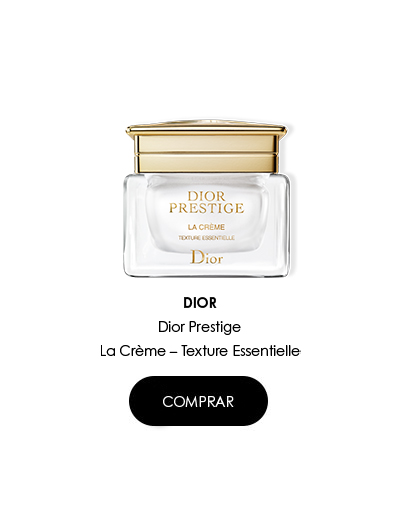 DIOR
PRESTIGE
LA CRÈME
TEXTURE ESSENTIELLE
Dior
DIOR
Dior Prestige
La Crème – Texture Essentielle
COMPRAR